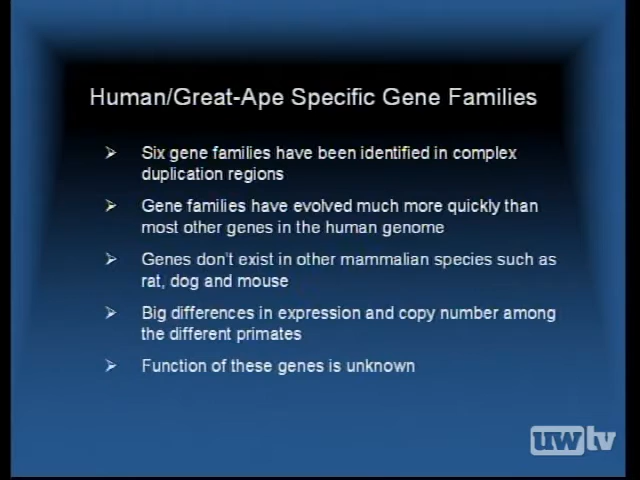 Human/Great-Ape Specific Gene Families
Six gene families have been identified in complex
duplication regions
Gene families have evolved much more quickly than
most other genes in the human genome
Genes don't exist in other mammalian species such as
rat, dog and mouse
Big differences in expression and copy number among
the different primates
Function of these genes is unknown
uwtv